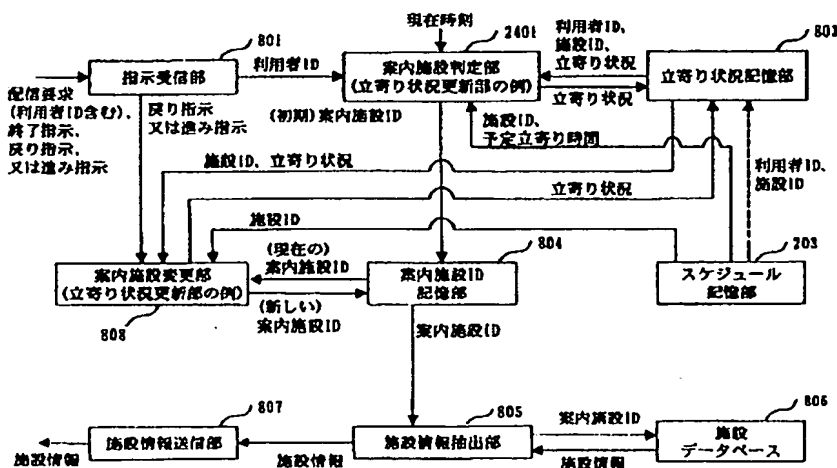 現在時刻
801
指示受信部
利用者ID
2401
案内施設判定部
(立寄り状況更新部の例)
利用者ID、
施設ID、
立寄り状況
立寄り状況
803
立寄り状況記憶部
配信要求
(利用者ID含む)、
終了指示、
戻り指示、
又は進み指示
戻り指示
又は進み指示
(初期)案内施設ID
施設ID、
予定立寄り時間
利用者ID、
施設ID
施設ID、立寄り状況
立寄り状況
施設ID
案内施設変更部
(立寄り状況更新部の例)
808
(現在の)
案内施設ID
(新しい)
案内施設ID
804
案内施設ID
記憶部
203
スケジュール
記憶部
案内施設ID
807
施設情報送信部
施設情報
施設情報
805
施設情報抽出部
案内施設ID
施設情報
806
施設
データベース